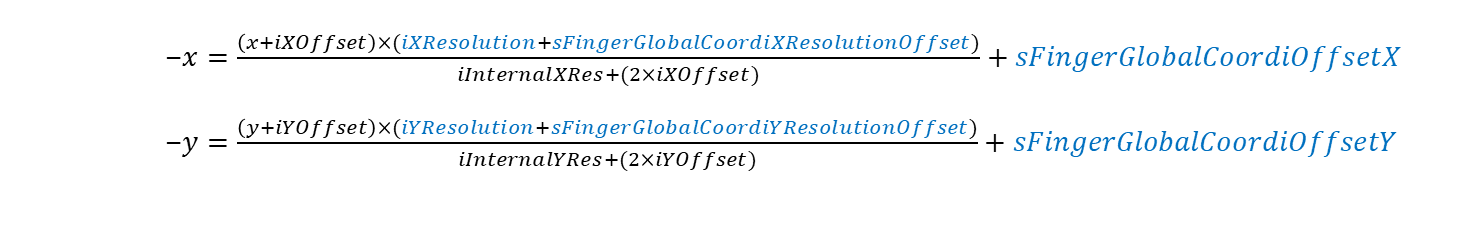 −x = (x+iXOffset)×(iXResolution+sFingerGlobalCoordiXResolutionOffset) / iInternalXRes+(2×iXOffset) + sFingerGlobalCoordiOffsetX
−y = (y+iYOffset)×(iYResolution+sFingerGlobalCoordiYResolutionOffset) / iInternalYRes+(2×iYOffset) + sFingerGlobalCoordiOffsetY